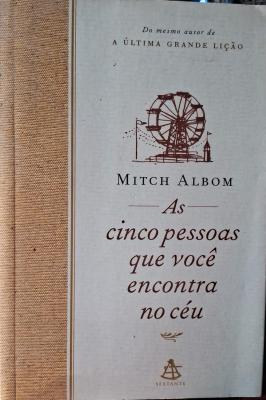 Do mesmo autor de
A ÚLTIMA GRANDE LIÇÃO
MITCH ALBOM
As
cinco pessoas
que você
encontra
no céu
SEXTANTE